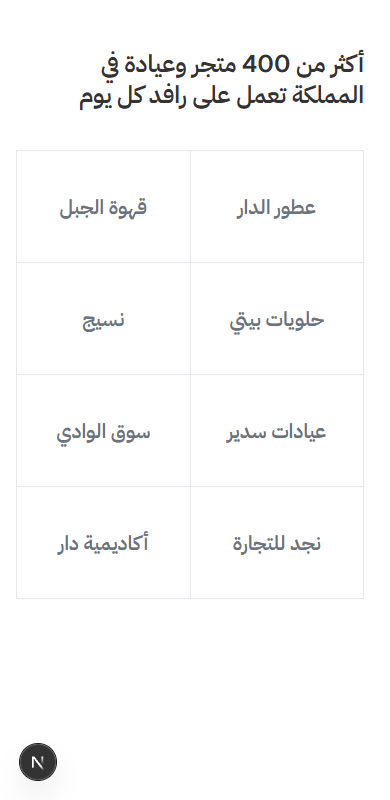 أكثر من 400 متجر وعيادة في
المملكة تعمل على رافد كل يوم
عطور الدار
قهوة الجبل
حلويات بيتي
نسيج
عيادات سدير
سوق الوادي
نجد للتجارة
أكاديمية دار
N